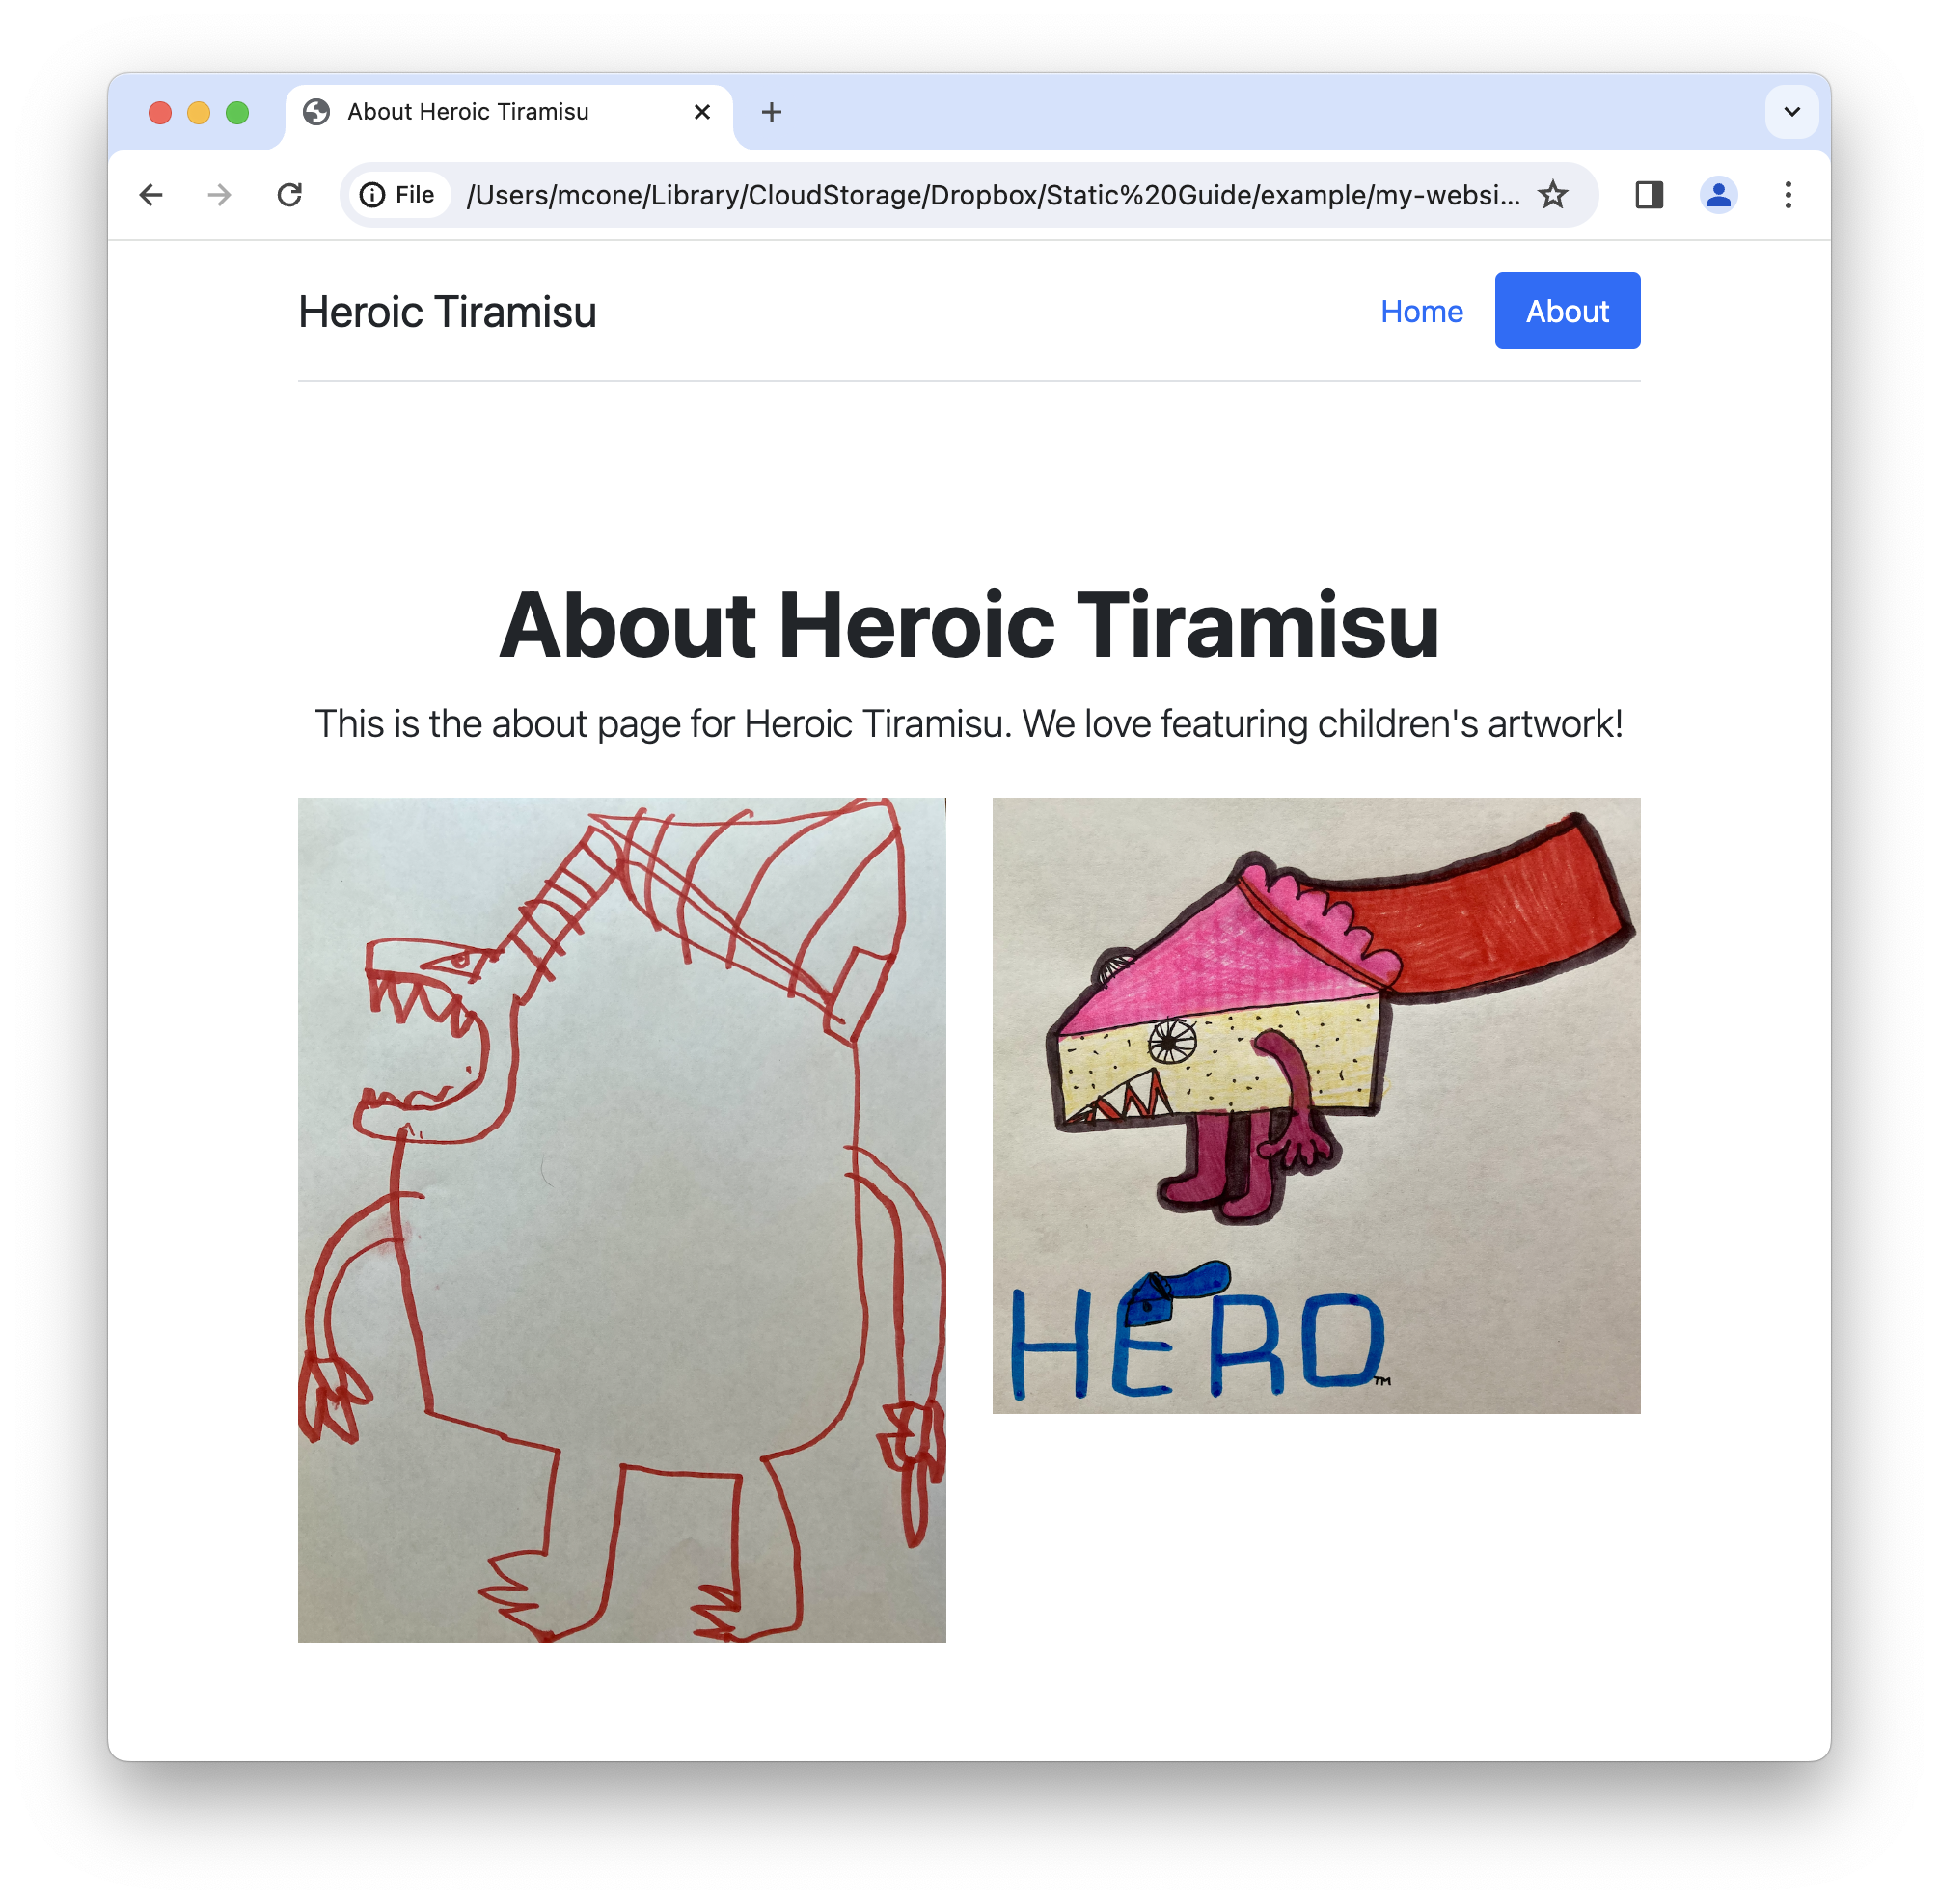 About Heroic Tiramisu
File /Users/mcone/Library/CloudStorage/Dropbox/Static%20Guide/example/my-websi...
Heroic Tiramisu Home About
About Heroic Tiramisu
This is the about page for Heroic Tiramisu. We love featuring children's artwork!
HERO™